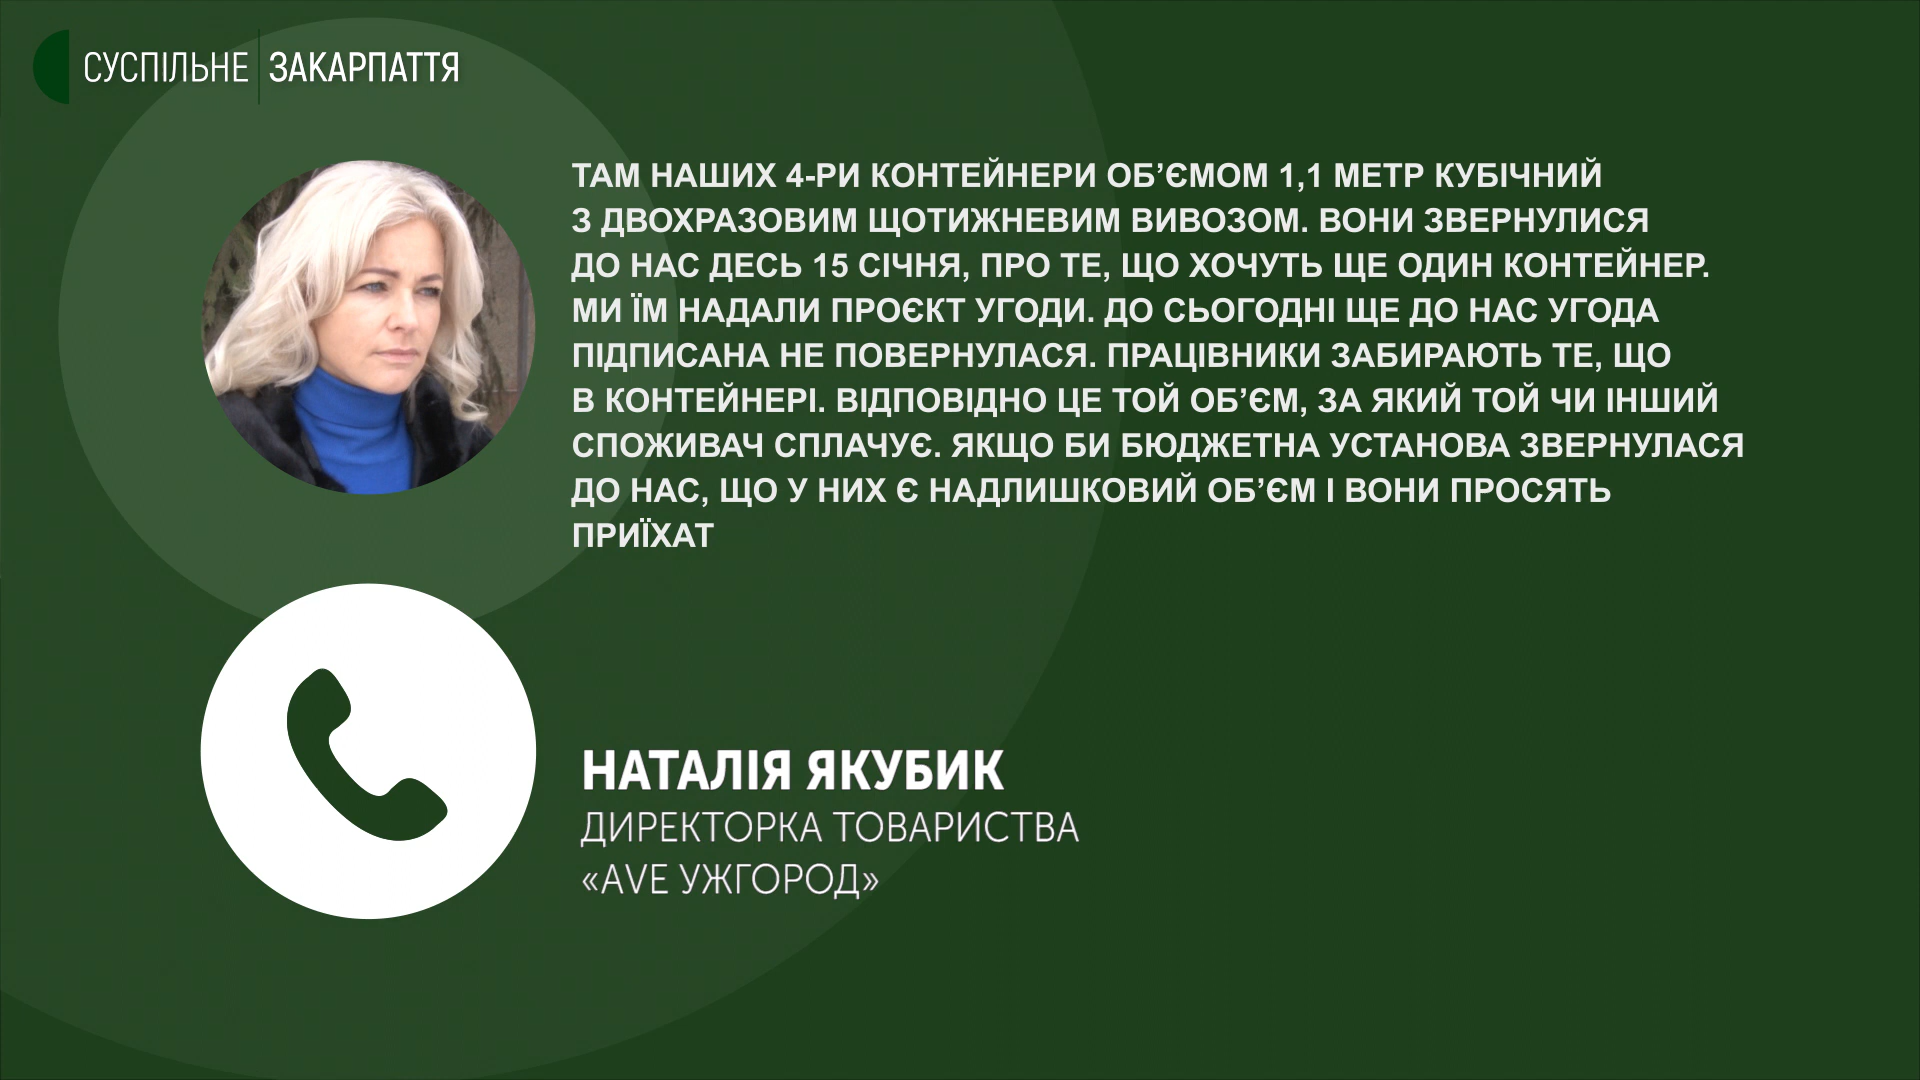 СУСПІЛЬНЕ ЗАКАРПАТТЯ
ТАМ НАШИХ 4-РИ КОНТЕЙНЕРИ ОБ’ЄМОМ 1,1 МЕТР КУБІЧНИЙ
З ДВОХРАЗОВИМ ЩОТИЖНЕВИМ ВИВОЗОМ. ВОНИ ЗВЕРНУЛИСЯ
ДО НАС ДЕСЬ 15 СІЧНЯ, ПРО ТЕ, ЩО ХОЧУТЬ ЩЕ ОДИН КОНТЕЙНЕР.
МИ ЇМ НАДАЛИ ПРОЄКТ УГОДИ. ДО СЬОГОДНІ ЩЕ ДО НАС УГОДА
ПІДПИСАНА НЕ ПОВЕРНУЛАСЯ. ПРАЦІВНИКИ ЗАБИРАЮТЬ ТЕ, ЩО
В КОНТЕЙНЕРІ. ВІДПОВІДНО ЦЕ ТОЙ ОБ’ЄМ, ЗА ЯКИЙ ТОЙ ЧИ ІНШИЙ
СПОЖИВАЧ СПЛАЧУЄ. ЯКЩО БИ БЮДЖЕТНА УСТАНОВА ЗВЕРНУЛАСЯ
ДО НАС, ЩО У НИХ Є НАДЛИШКОВИЙ ОБ’ЄМ І ВОНИ ПРОСЯТЬ
ПРИЇХАТ
НАТАЛІЯ ЯКУБИК
ДИРЕКТОРКА ТОВАРИСТВА
«AVE УЖГОРОД»